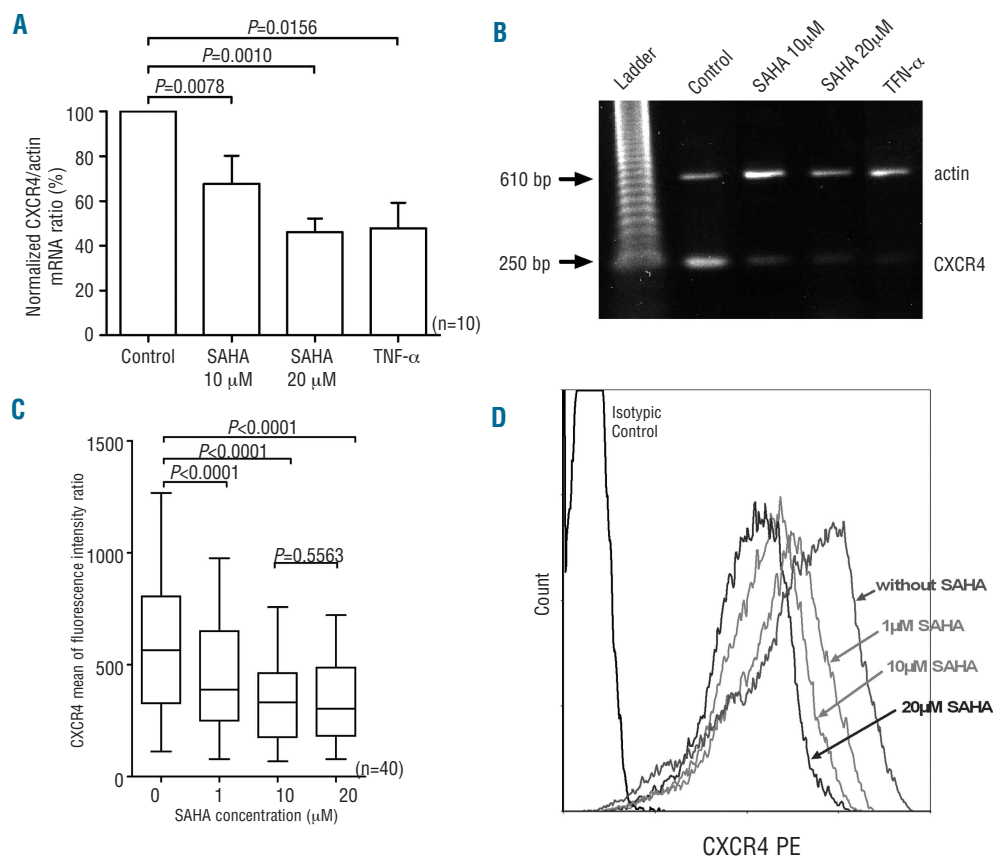 A
P=0.0156
P=0.0010
P=0.0078
Normalized CXCR4/actin
mRNA ratio (%)
100
80
60
40
20
0
(n=10)
Control
SAHA
10 μM
SAHA
20 μM
TNF-α
B
Ladder
Control
SAHA 10μM
SAHA 20μM
TFN-α
610 bp
actin
250 bp
CXCR4
C
P<0.0001
P<0.0001
P<0.0001
P=0.5563
CXCR4 mean of fluorescence intensity ratio
1500
1000
500
0
(n=40)
0
1
10
20
SAHA concentration (μM)
D
Isotypic
Control
Count
without SAHA
1μM SAHA
10μM SAHA
20μM SAHA
CXCR4 PE